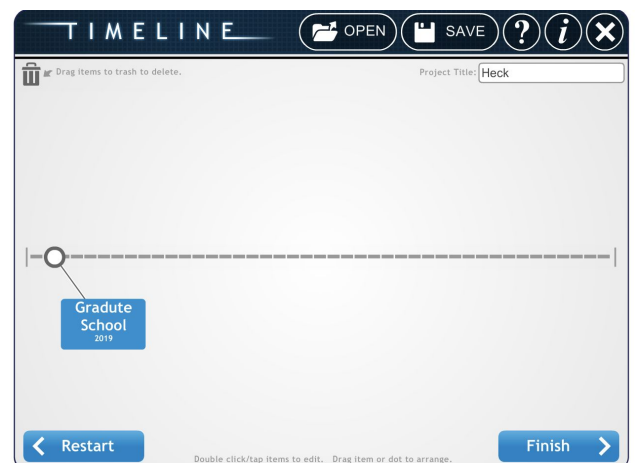 TIMELINE
OPEN
SAVE
?
i
Drag items to trash to delete.
Project Title: Heck
Gradute
School
2019
Restart
Double click/tap items to edit. Drag item or dot to arrange.
Finish